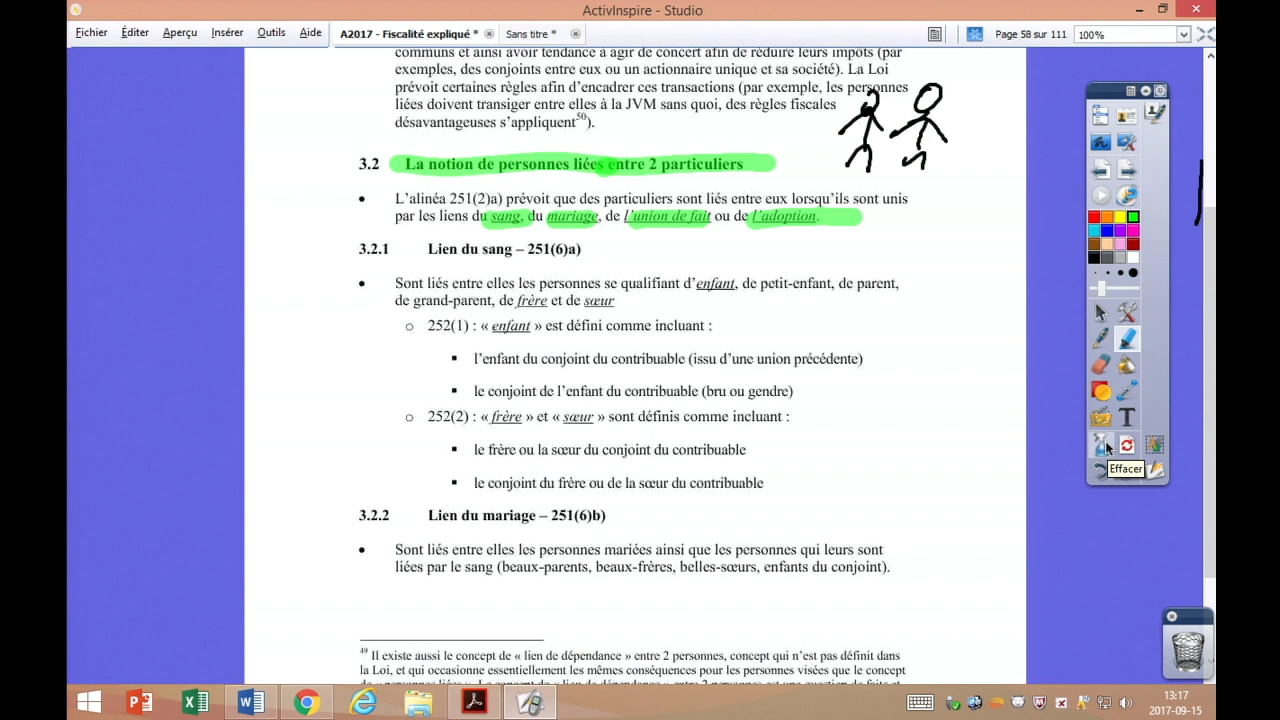 ActivInspire - Studio
Fichier Éditer Aperçu Insérer Outils Aide A2017 - Fiscalité expliqué * Sans titre * Page 58 sur 111 100%
communs et ainsi avoir tendance à agir de concert afin de réduire leurs impôts (par
exemples, des conjoints entre eux ou un actionnaire unique et sa société). La Loi
prévoit certaines règles afin d'encadrer ces transactions (par exemple, les personnes
liées doivent transiger entre elles à la JVM sans quoi, des règles fiscales
désavantageuses s'appliquent50).
3.2 La notion de personnes liées entre 2 particuliers
• L'alinéa 251(2)a) prévoit que des particuliers sont liés entre eux lorsqu'ils sont unis
par les liens du sang, du mariage, de l'union de fait ou de l'adoption.
3.2.1 Lien du sang – 251(6)a)
• Sont liés entre elles les personnes se qualifiant d'enfant, de petit-enfant, de parent,
de grand-parent, de frère et de sœur
o 252(1) : « enfant » est défini comme incluant :
▪ l'enfant du conjoint du contribuable (issu d'une union précédente)
▪ le conjoint de l'enfant du contribuable (bru ou gendre)
o 252(2) : « frère » et « sœur » sont définis comme incluant :
▪ le frère ou la sœur du conjoint du contribuable
▪ le conjoint du frère ou de la sœur du contribuable
Effacer
3.2.2 Lien du mariage – 251(6)b)
• Sont liés entre elles les personnes mariées ainsi que les personnes qui leurs sont
liées par le sang (beaux-parents, beaux-frères, belles-sœurs, enfants du conjoint).
49 Il existe aussi le concept de « lien de dépendance » entre 2 personnes, concept qui n'est pas définit dans
la Loi, et qui occasionne essentiellement les mêmes conséquences pour les personnes visées que le concept
13:17
2017-09-15